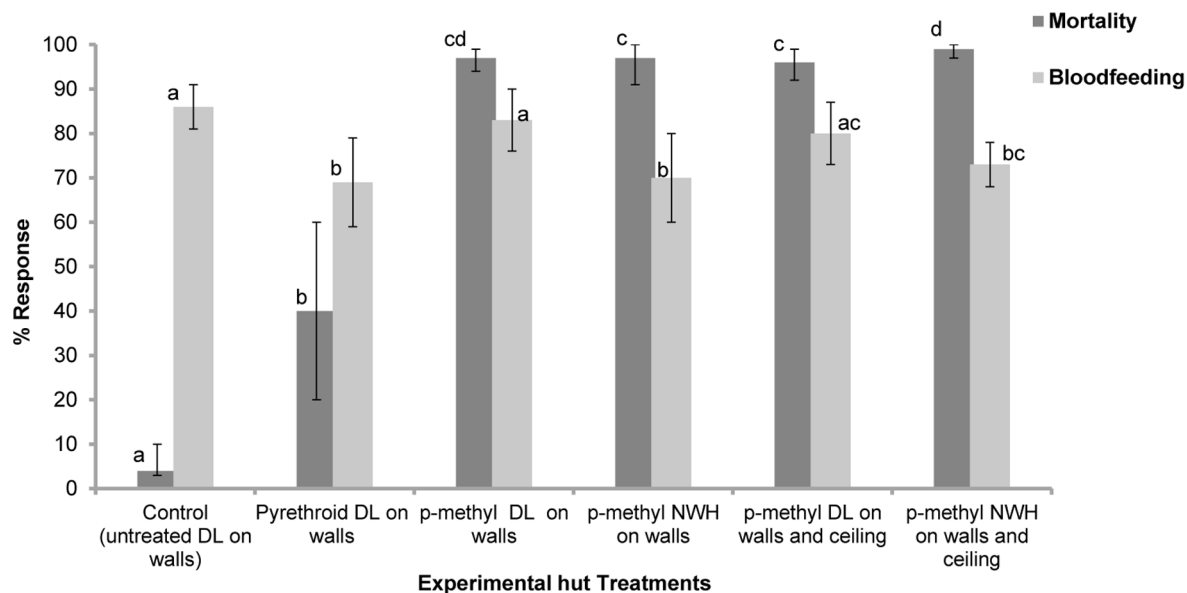 Mortality
Bloodfeeding
% Response
100
90
80
70
60
50
40
30
20
10
0
a
a
b
b
cd
a
c
b
c
ac
d
bc
Control
(untreated DL on
walls)
Pyrethroid DL on
walls
p-methyl DL on
walls
p-methyl NWH
on walls
p-methyl DL on
walls and ceiling
p-methyl NWH
on walls and
ceiling
Experimental hut Treatments